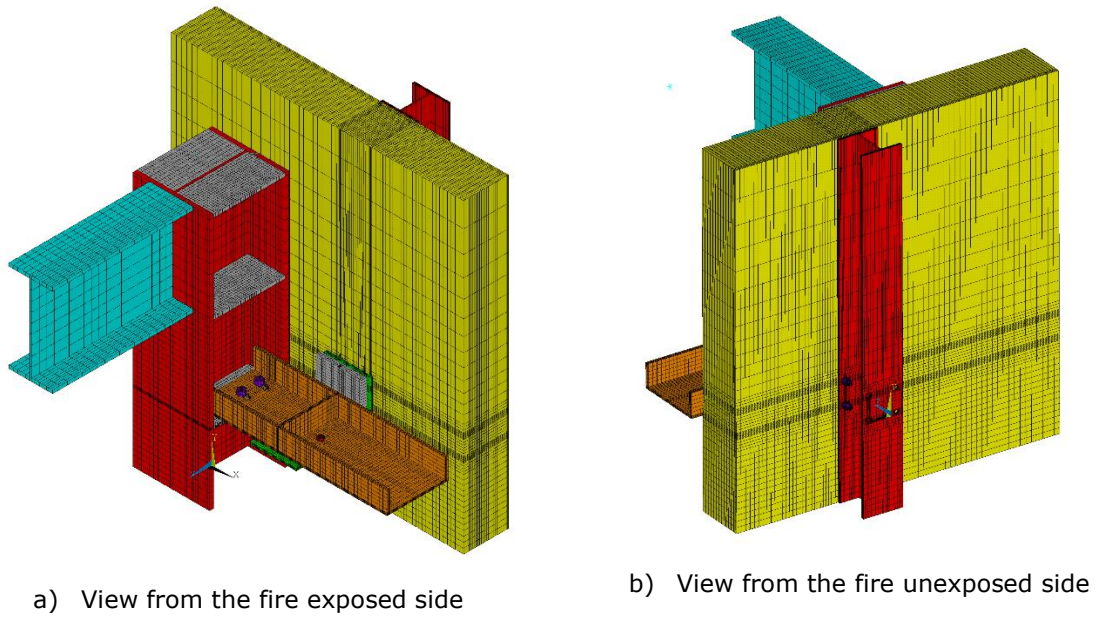 X
a) View from the fire exposed side
b) View from the fire unexposed side